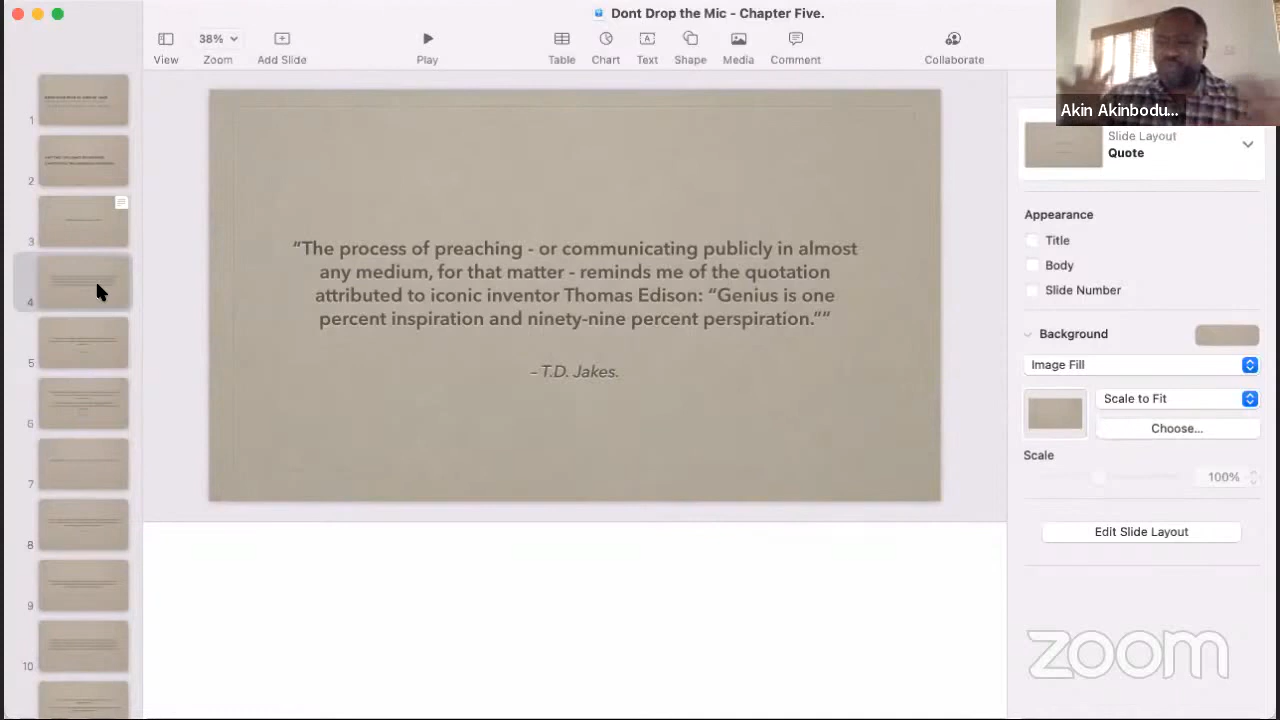 Dont Drop the Mic - Chapter Five.
38%
View
Zoom
Add Slide
Play
Table
Chart
Text
Shape
Media
Comment
Collaborate
Akin Akinbodu...
1
2
3
4
5
6
7
8
9
10
“The process of preaching - or communicating publicly in almost
any medium, for that matter - reminds me of the quotation
attributed to iconic inventor Thomas Edison: “Genius is one
percent inspiration and ninety-nine percent perspiration.”“
– T.D. Jakes.
Slide Layout
Quote
Appearance
Title
Body
Slide Number
Background
Image Fill
Scale to Fit
Choose...
Scale
100%
Edit Slide Layout
zoom